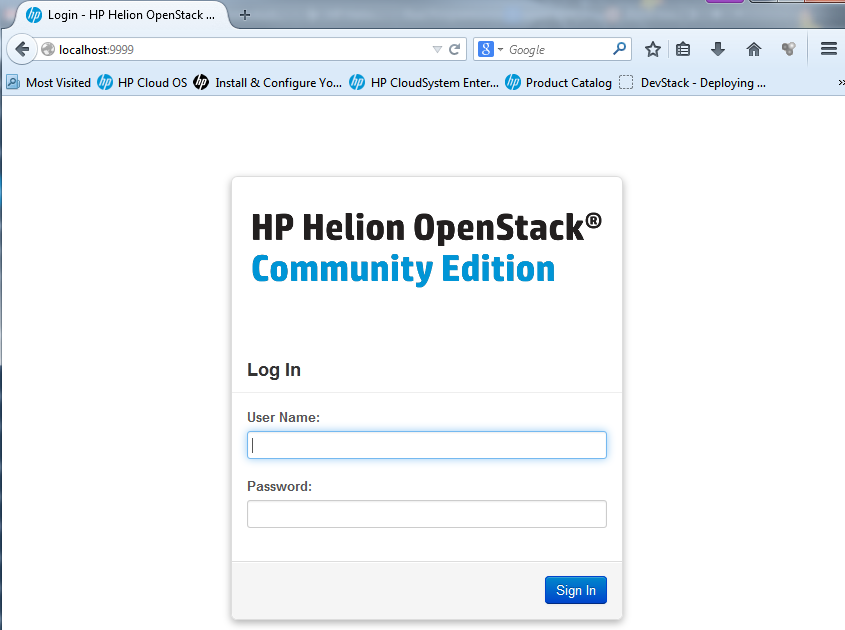 Login - HP Helion OpenStack ...
localhost:9999
Google
Most Visited HP Cloud OS Install & Configure Yo... HP CloudSystem Enter... Product Catalog DevStack - Deploying ...
HP Helion OpenStack®
Community Edition
Log In
User Name:
Password:
Sign In